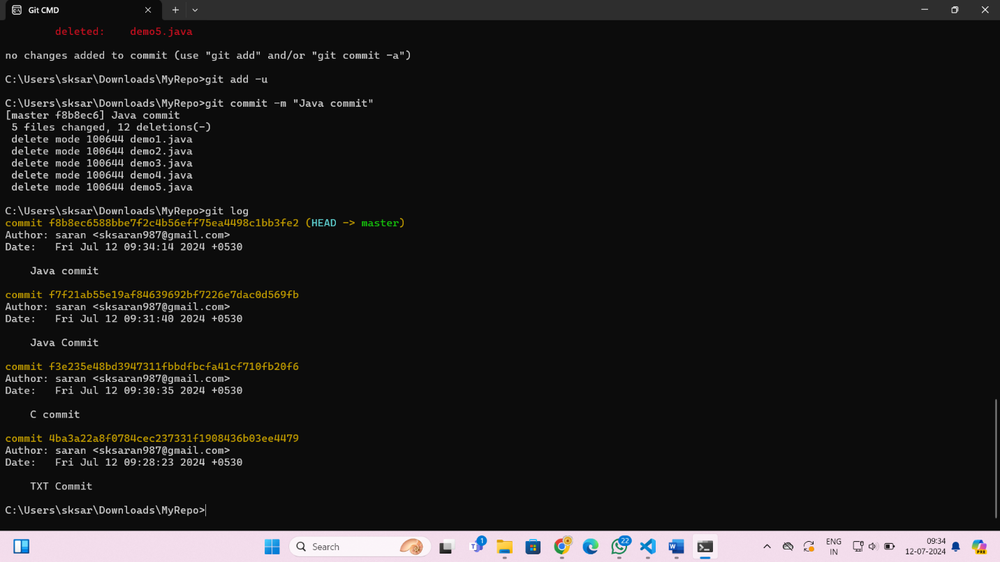 Git CMD
deleted: demo5.java
no changes added to commit (use "git add" and/or "git commit -a")
C:\Users\sksar\Downloads\MyRepo>git add -u
C:\Users\sksar\Downloads\MyRepo>git commit -m "Java commit"
[master f8b8ec6] Java commit
5 files changed, 12 deletions(-)
delete mode 100644 demo1.java
delete mode 100644 demo2.java
delete mode 100644 demo3.java
delete mode 100644 demo4.java
delete mode 100644 demo5.java
C:\Users\sksar\Downloads\MyRepo>git log
commit f8b8ec6588bbe7f2c4b56eff75ea4498c1bb3fe2 (HEAD -> master)
Author: saran <sksaran987@gmail.com>
Date: Fri Jul 12 09:34:14 2024 +0530
Java commit
commit f7f21ab55e19af84639692bf7226e7dac0d569fb
Author: saran <sksaran987@gmail.com>
Date: Fri Jul 12 09:31:40 2024 +0530
Java Commit
commit f3e235e48bd3947311fbbdfbcfa41cf710fb20f6
Author: saran <sksaran987@gmail.com>
Date: Fri Jul 12 09:30:35 2024 +0530
C commit
commit 4ba3a22a8f0784cec237331f1908436b03ee4479
Author: saran <sksaran987@gmail.com>
Date: Fri Jul 12 09:28:23 2024 +0530
TXT Commit
C:\Users\sksar\Downloads\MyRepo>
Search
1
22
ENG
IN
09:34
12-07-2024
PRE